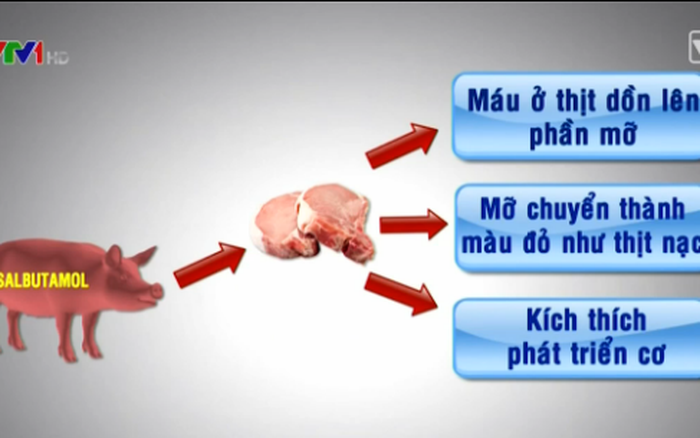 VTV1 HD
Máu ở thịt dồn lên
phần mỡ
Mỡ chuyển thành
màu đỏ như thịt nạc
SALBUTAMOL
Kích thích
phát triển cơ